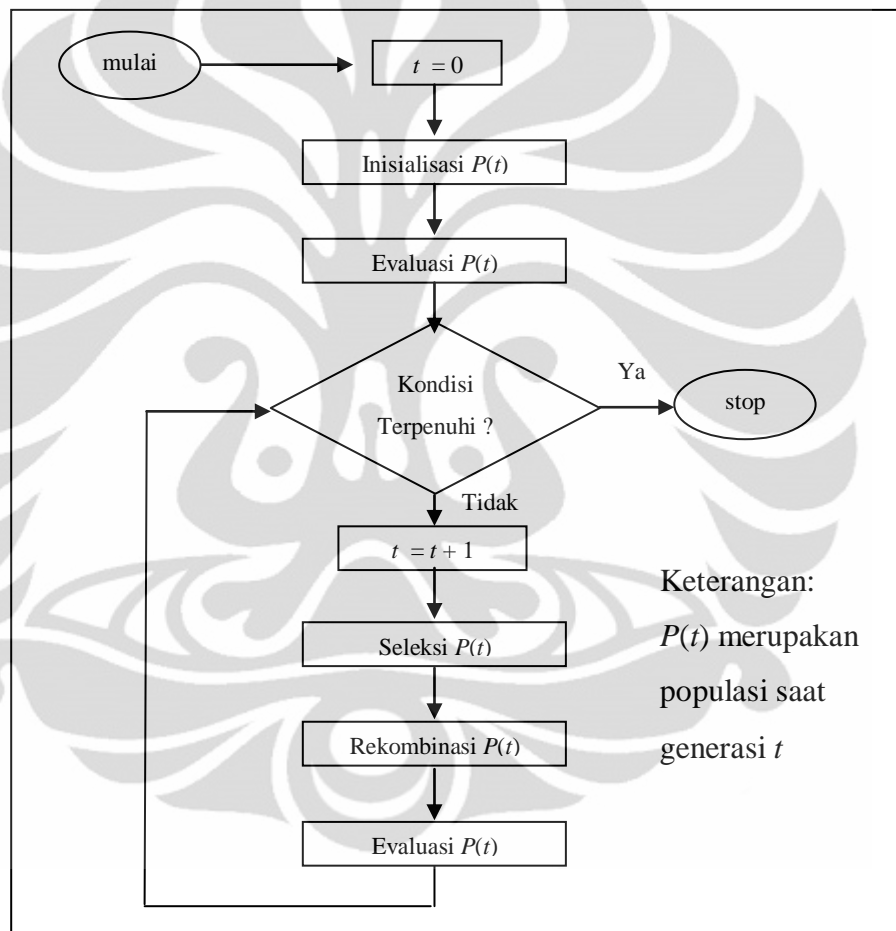 mulai
t = 0
Inisialisasi P(t)
Evaluasi P(t)
Kondisi
Terpenuhi ?
Ya
stop
Tidak
t = t + 1
Seleksi P(t)
Rekombinasi P(t)
Evaluasi P(t)
Keterangan:
P(t) merupakan
populasi saat
generasi t